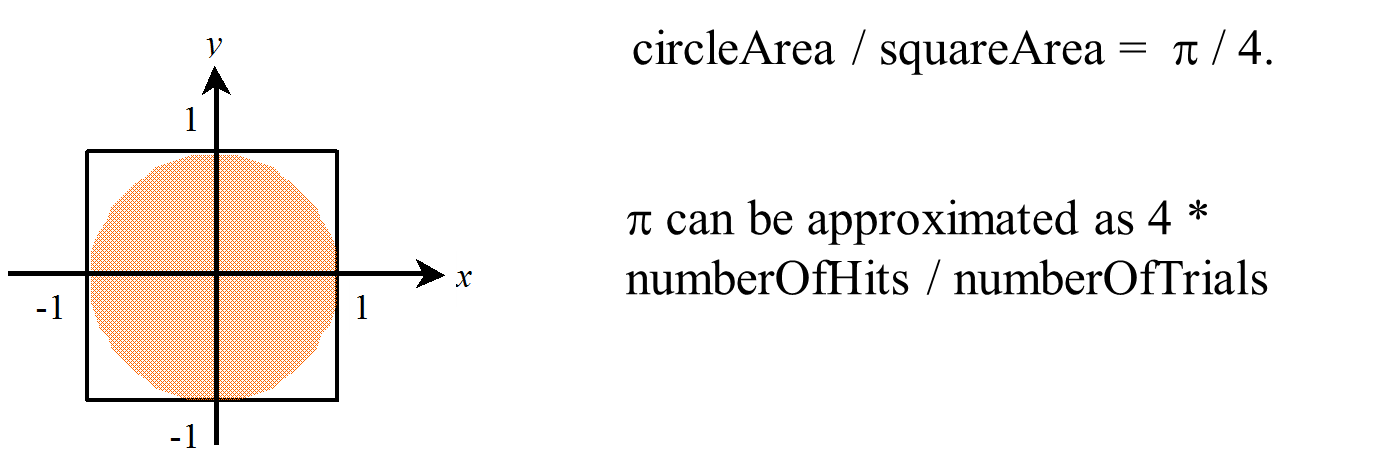 y
1
x
-1
1
-1
circleArea / squareArea = π / 4.
π can be approximated as 4 *
numberOfHits / numberOfTrials